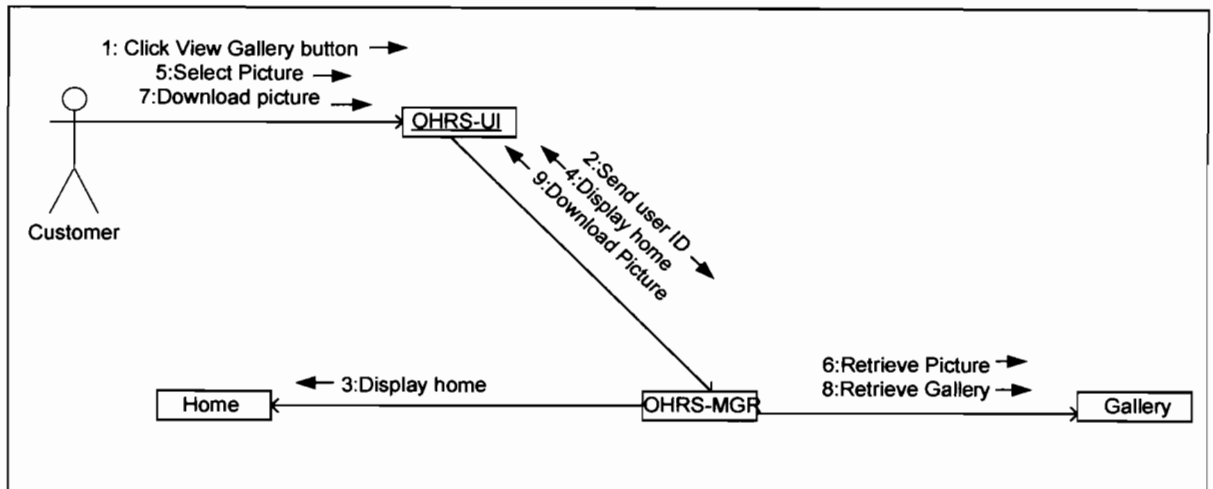 1: Click View Gallery button
5:Select Picture
7:Download picture
OHRS-UI
Customer
2:Send user ID
4:Display home
9:Download Picture
3:Display home
6:Retrieve Picture
8:Retrieve Gallery
Home
OHRS-MGR
Gallery